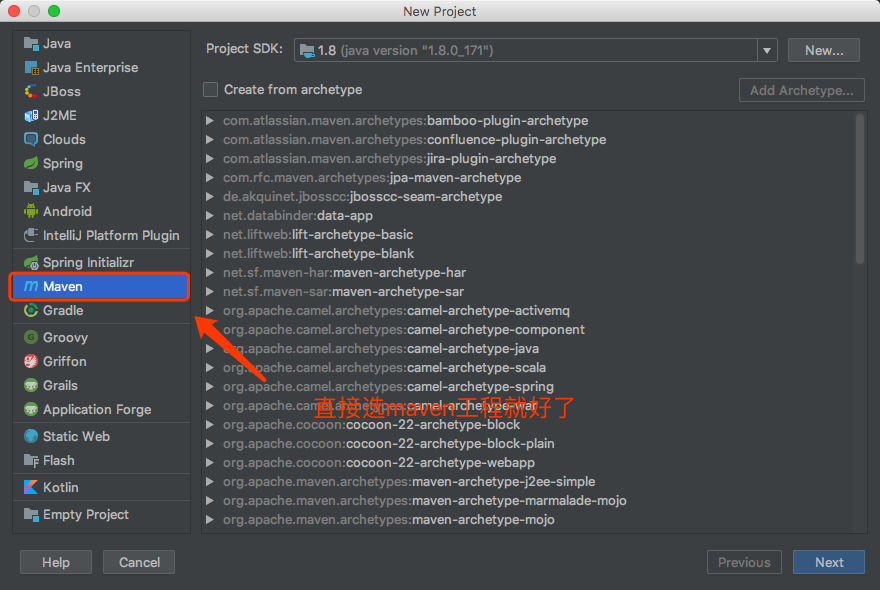 New Project
Java
Java Enterprise
JBoss
J2ME
Clouds
Spring
Java FX
Android
IntelliJ Platform Plugin
Spring Initializr
Maven
Gradle
Groovy
Griffon
Grails
Application Forge
Static Web
Flash
Kotlin
Empty Project
Project SDK:
1.8 (java version "1.8.0_171")
New...
Create from archetype
Add Archetype...
com.atlassian.maven.archetypes:bamboo-plugin-archetype
com.atlassian.maven.archetypes:confluence-plugin-archetype
com.atlassian.maven.archetypes:jira-plugin-archetype
com.rfc.maven.archetypes:jpa-maven-archetype
de.akquinet.jbosscc:jbosscc-seam-archetype
net.databinder:data-app
net.liftweb:lift-archetype-basic
net.liftweb:lift-archetype-blank
net.sf.maven-har:maven-archetype-har
net.sf.maven-sar:maven-archetype-sar
org.apache.camel.archetypes:camel-archetype-activemq
org.apache.camel.archetypes:camel-archetype-component
org.apache.camel.archetypes:camel-archetype-java
org.apache.camel.archetypes:camel-archetype-scala
org.apache.camel.archetypes:camel-archetype-spring
org.apache.camel.archetypes:camel-archetype-war
直接选maven工程就好了
org.apache.cocoon:cocoon-22-archetype-block
org.apache.cocoon:cocoon-22-archetype-block-plain
org.apache.cocoon:cocoon-22-archetype-webapp
org.apache.maven.archetypes:maven-archetype-j2ee-simple
org.apache.maven.archetypes:maven-archetype-marmalade-mojo
org.apache.maven.archetypes:maven-archetype-mojo
Help
Cancel
Previous
Next